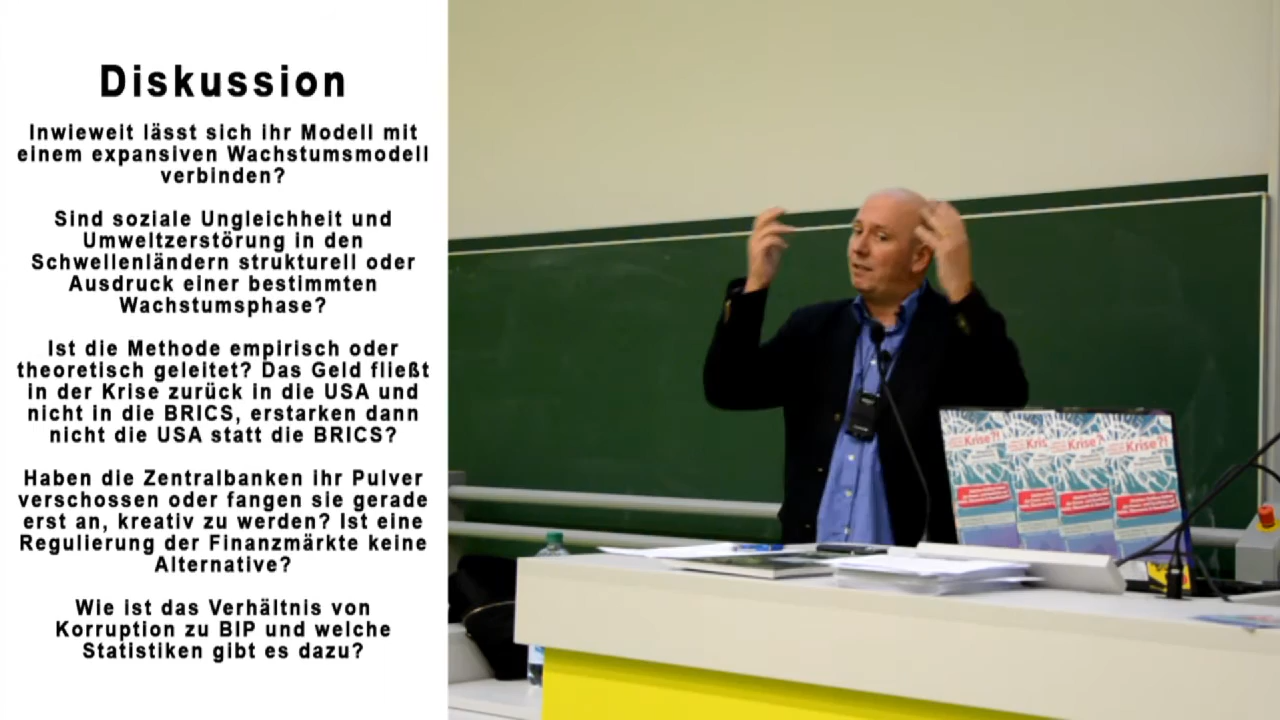 Diskussion
Inwieweit lässt sich ihr Modell mit
einem expansiven Wachstumsmodell
verbinden?
Sind soziale Ungleichheit und
Umweltzerstörung in den
Schwellenländern strukturell oder
Ausdruck einer bestimmten
Wachstumsphase?
Ist die Methode empirisch oder
theoretisch geleitet? Das Geld fließt
in der Krise zurück in die USA und
nicht in die BRICS, erstarken dann
nicht die USA statt die BRICS?
Haben die Zentralbanken ihr Pulver
verschossen oder fangen sie gerade
erst an, kreativ zu werden? Ist eine
Regulierung der Finanzmärkte keine
Alternative?
Wie ist das Verhältnis von
Korruption zu BIP und welche
Statistiken gibt es dazu?
Krise?! Kris Krise? Krise?!